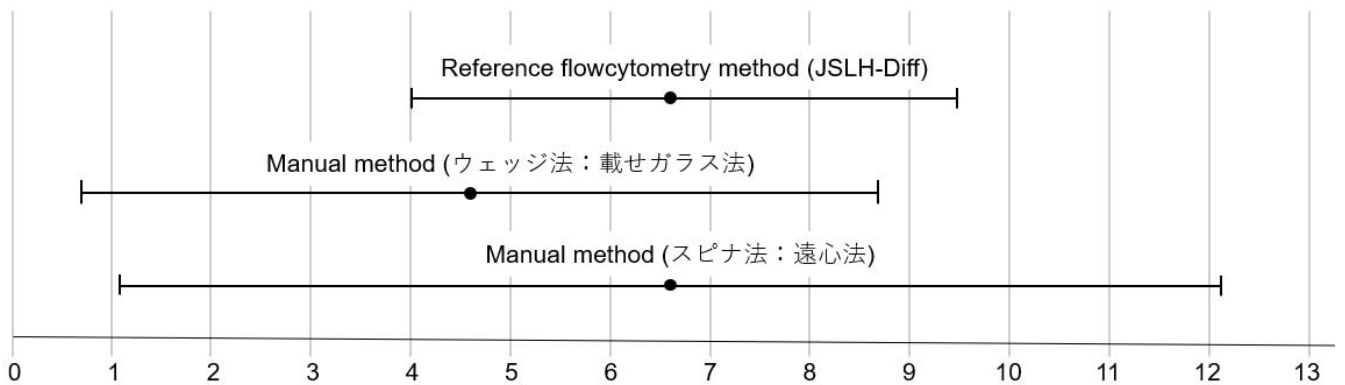 Reference flowcytometry method (JSLH-Diff)
Manual method (ウェッジ法：載せガラス法)
Manual method (スピナ法：遠心法)
0 1 2 3 4 5 6 7 8 9 10 11 12 13